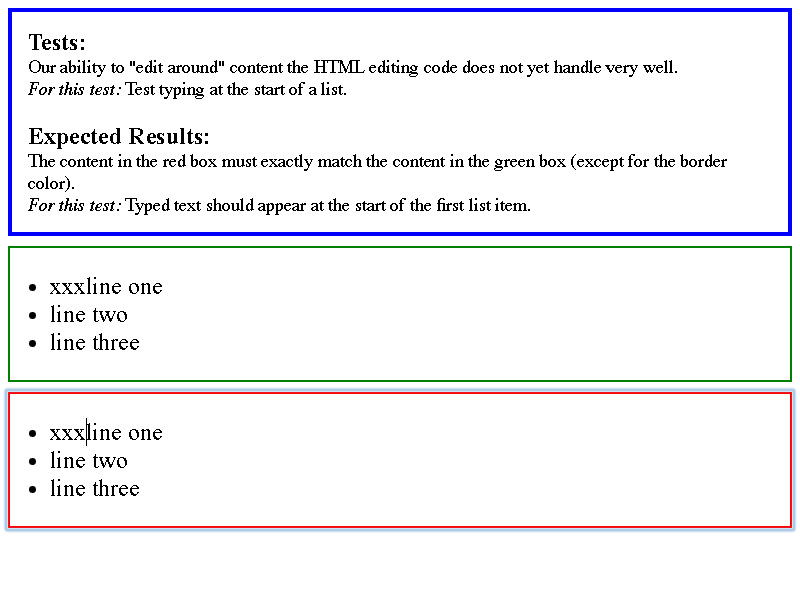 Tests:
Our ability to "edit around" content the HTML editing code does not yet handle very well.
For this test: Test typing at the start of a list.
Expected Results:
The content in the red box must exactly match the content in the green box (except for the border
color).
For this test: Typed text should appear at the start of the first list item.
• xxxline one
• line two
• line three
• xxxline one
• line two
• line three